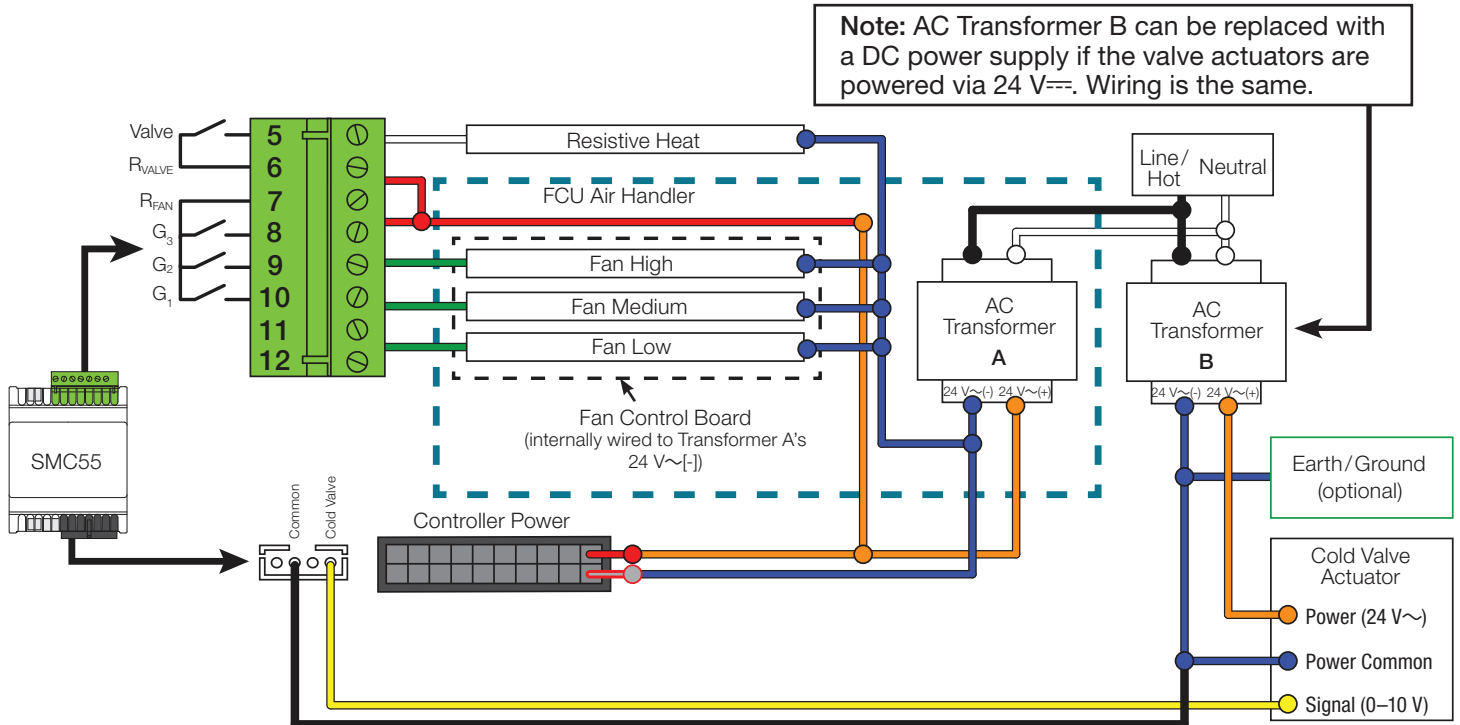 Note: AC Transformer B can be replaced with
a DC power supply if the valve actuators are
powered via 24 V⎓. Wiring is the same.
Valve
R_VALVE
R_FAN
G₃
G₂
G₁
5
6
7
8
9
10
11
12
Resistive Heat
FCU Air Handler
Fan High
Fan Medium
Fan Low
Fan Control Board
(internally wired to Transformer A's
24 V～[-])
Line/
Hot
Neutral
AC
Transformer
A
24 V～(-) 24 V～(+)
AC
Transformer
B
24 V～(-) 24 V～(+)
SMC55
Common
Cold Valve
Controller Power
Earth/Ground
(optional)
Cold Valve
Actuator
Power (24 V～)
Power Common
Signal (0–10 V)